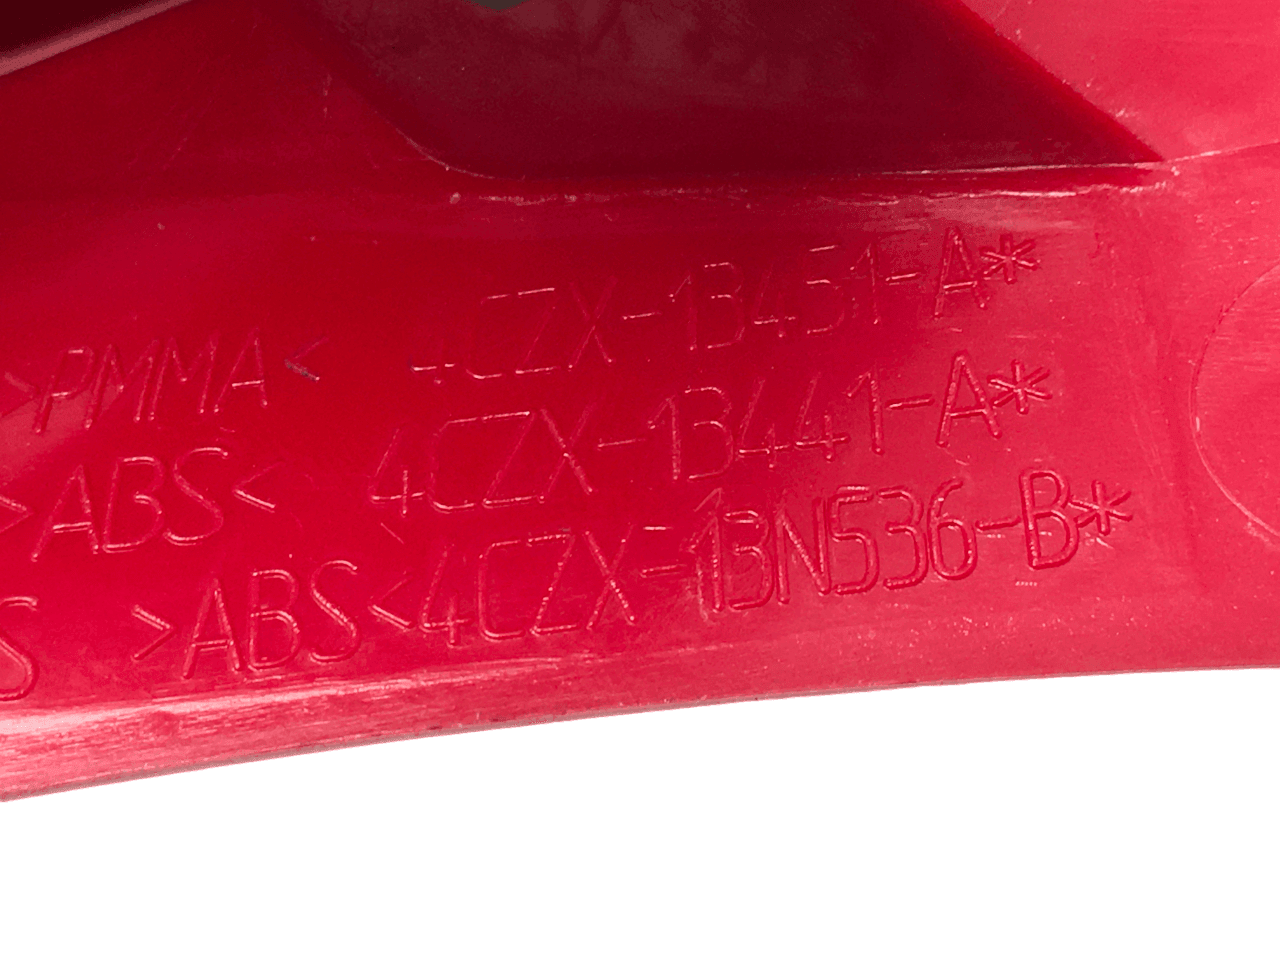 >PMMA< 4CZX-13451-A*
>ABS< 4CZX-13441-A*
S >ABS<4CZX-13N536-B*